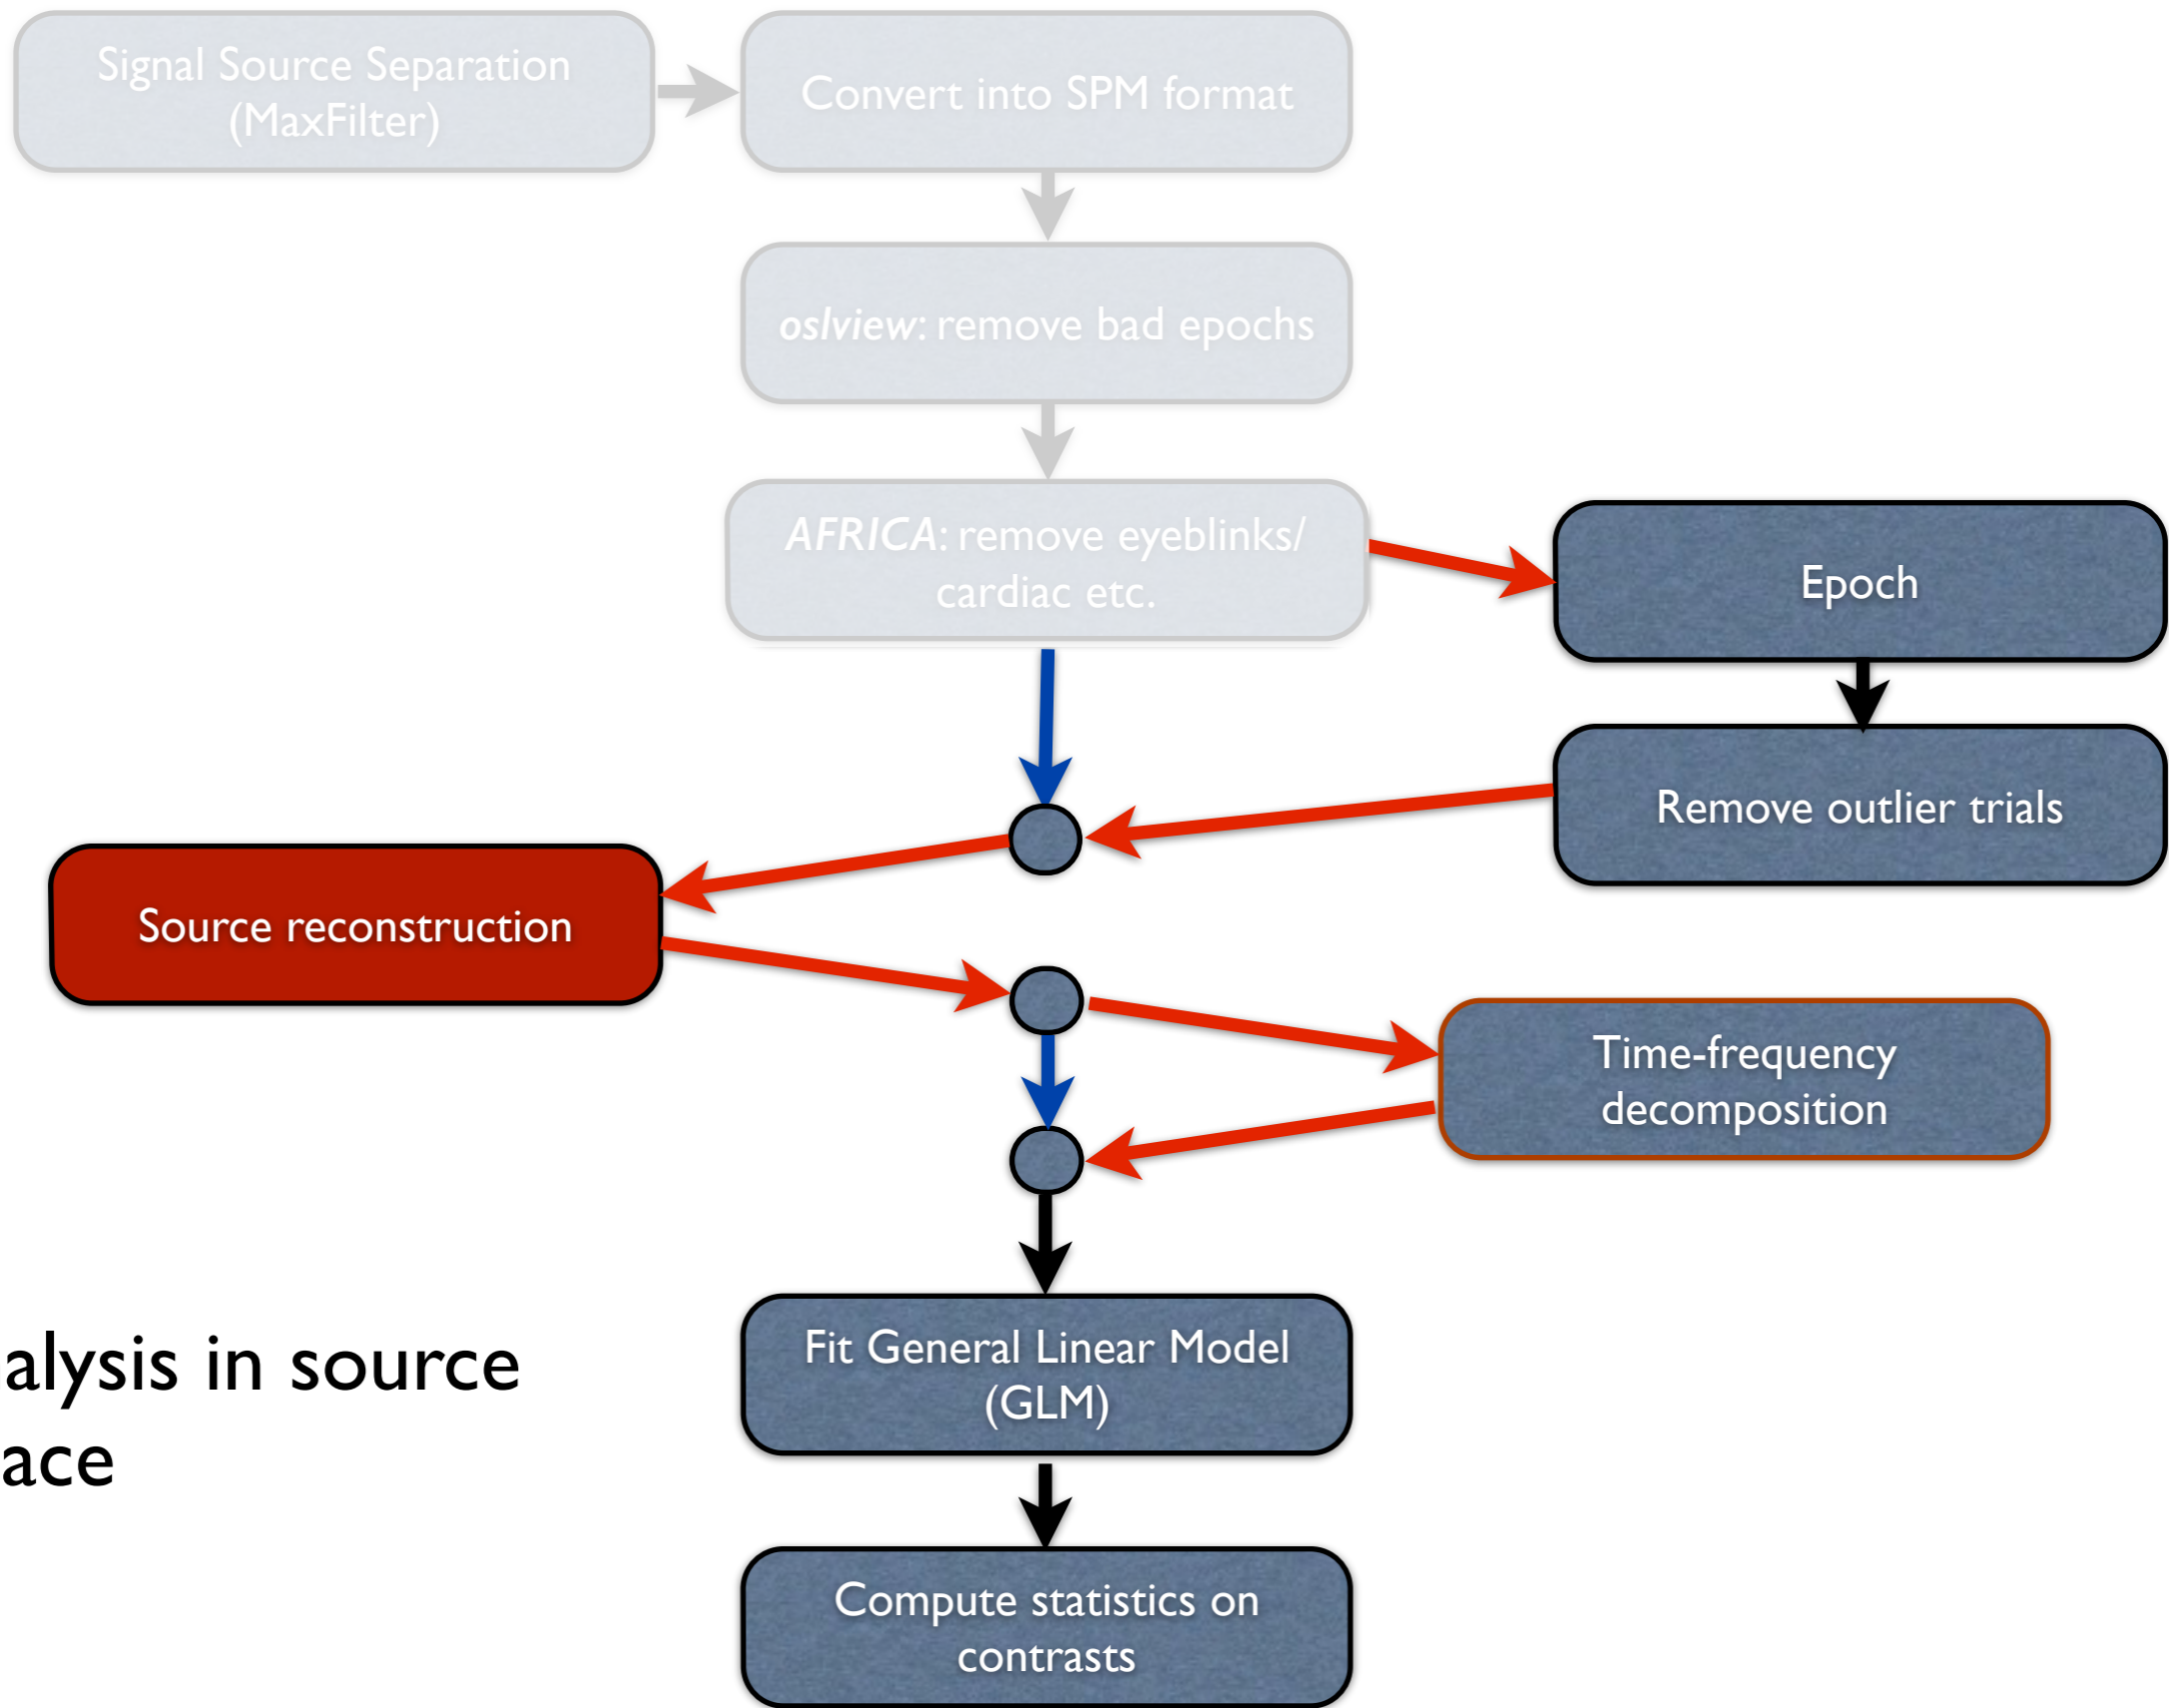 Signal Source Separation
(MaxFilter)
Convert into SPM format
oslview: remove bad epochs
AFRICA: remove eyeblinks/
cardiac etc.
Epoch
Remove outlier trials
Source reconstruction
Time-frequency
decomposition
Fit General Linear Model
(GLM)
alysis in source
ace
Compute statistics on
contrasts